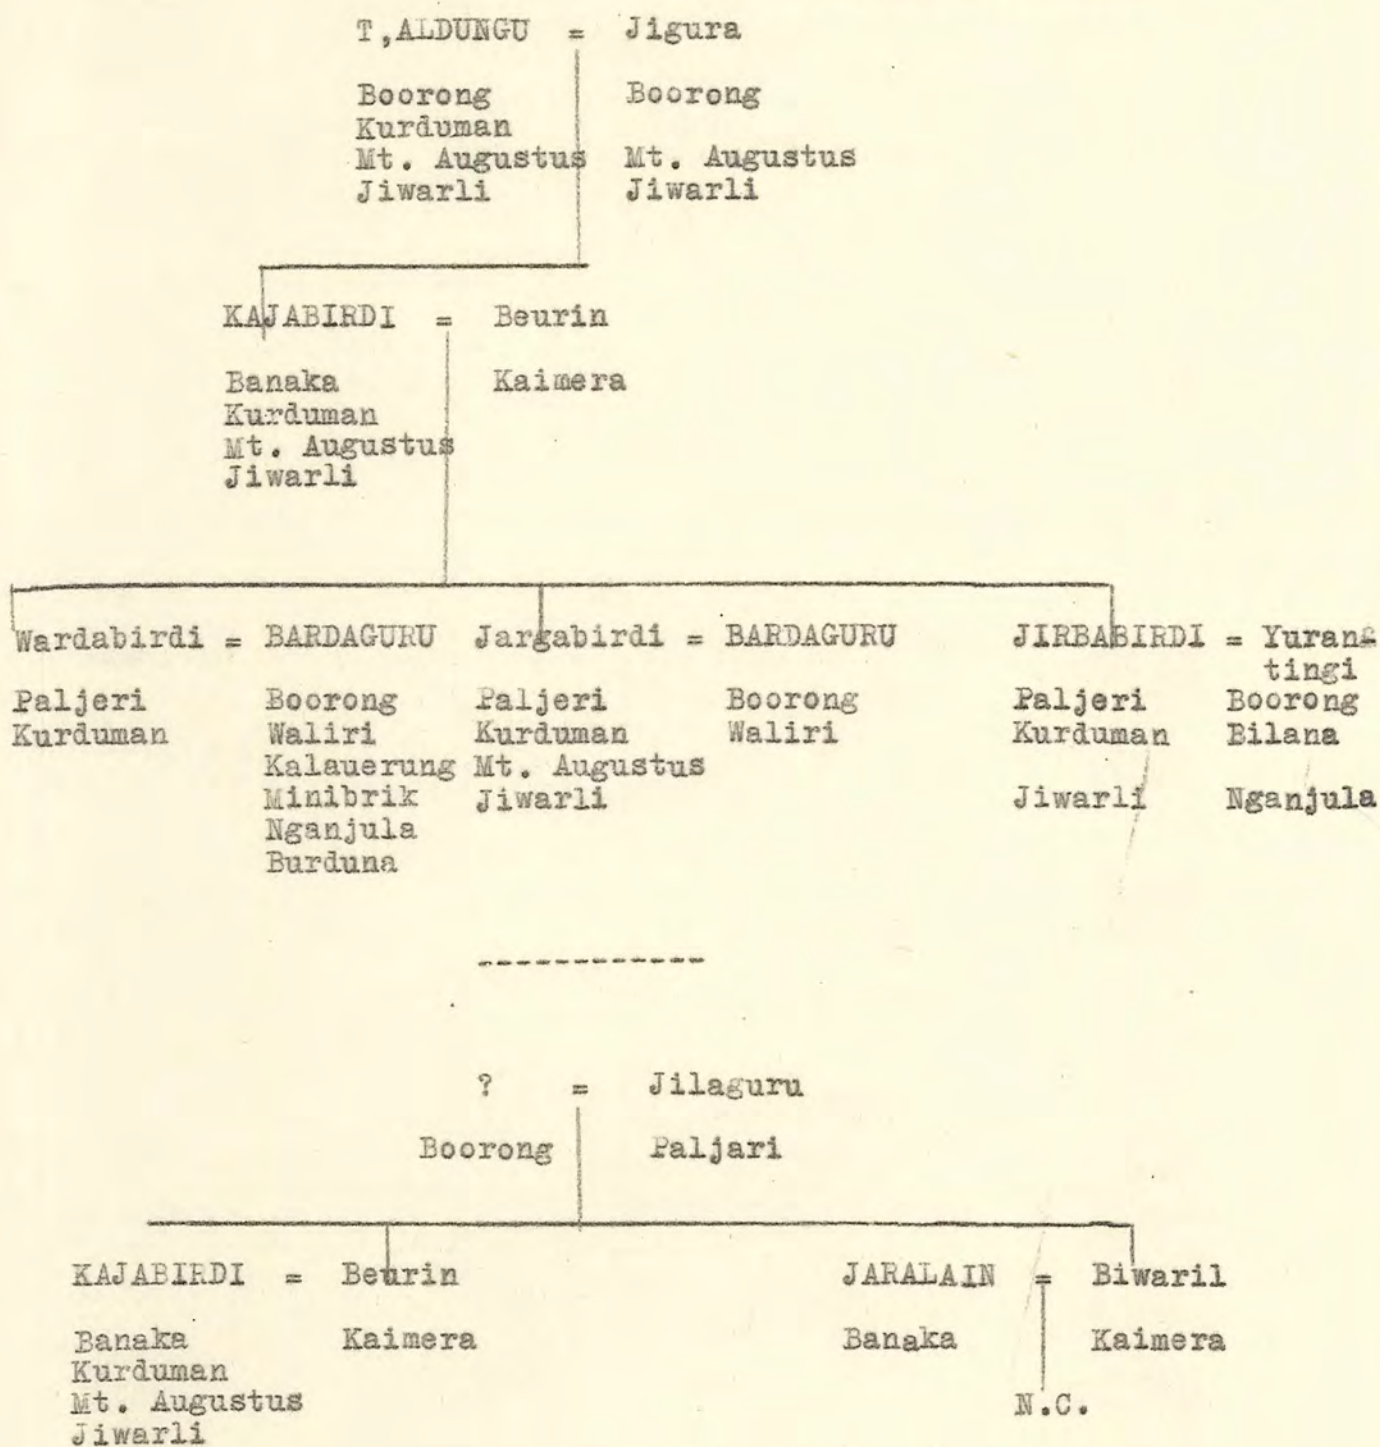 T,ALDUNGU = Jigura
Boorong Boorong
Kurduman
Mt. Augustus Mt. Augustus
Jiwarli Jiwarli
KAJABIRDI = Beurin
Banaka Kaimera
Kurduman
Mt. Augustus
Jiwarli
Wardabirdi = BARDAGURU Jargabirdi = BARDAGURU JIRBABIRDI = Yurang
tingi
Paljeri Boorong Paljeri Boorong Paljeri Boorong
Kurduman Waliri Kurduman Waliri Kurduman Bilana
Kalauerung Mt. Augustus
Minibrik Jiwarli Jiwarli Nganjula
Nganjula
Burduna
------------
? = Jilaguru
Boorong Paljari
KAJABIRDI = Beurin JARALAIN = Biwaril
Banaka Kaimera Banaka Kaimera
Kurduman
Mt. Augustus N.C.
Jiwarli